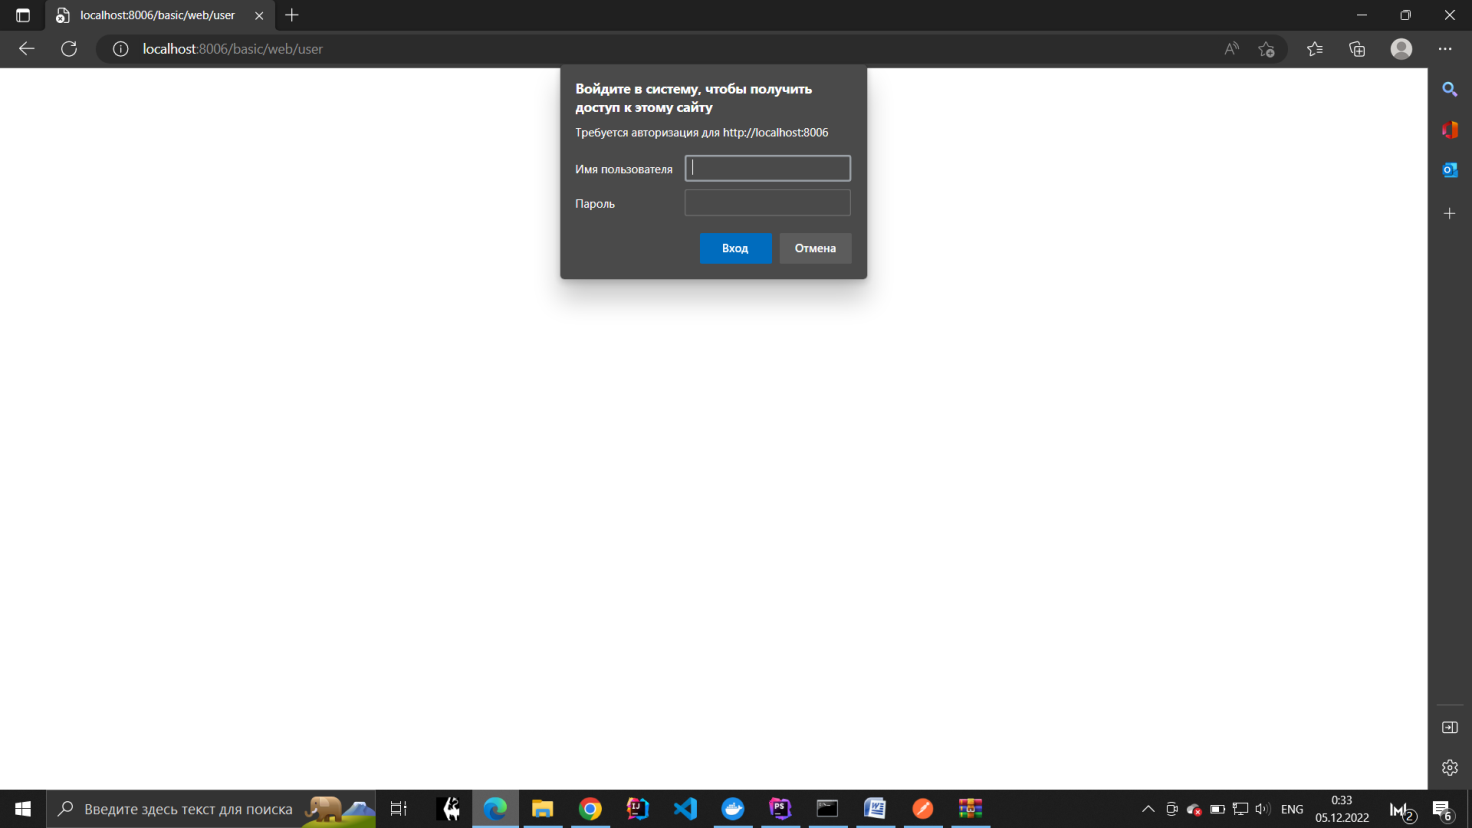 localhost:8006/basic/web/user
localhost:8006/basic/web/user
Войдите в систему, чтобы получить
доступ к этому сайту
Требуется авторизация для http://localhost:8006
Имя пользователя
Пароль
Вход Отмена
Введите здесь текст для поиска
ENG
0:33
05.12.2022
2
6